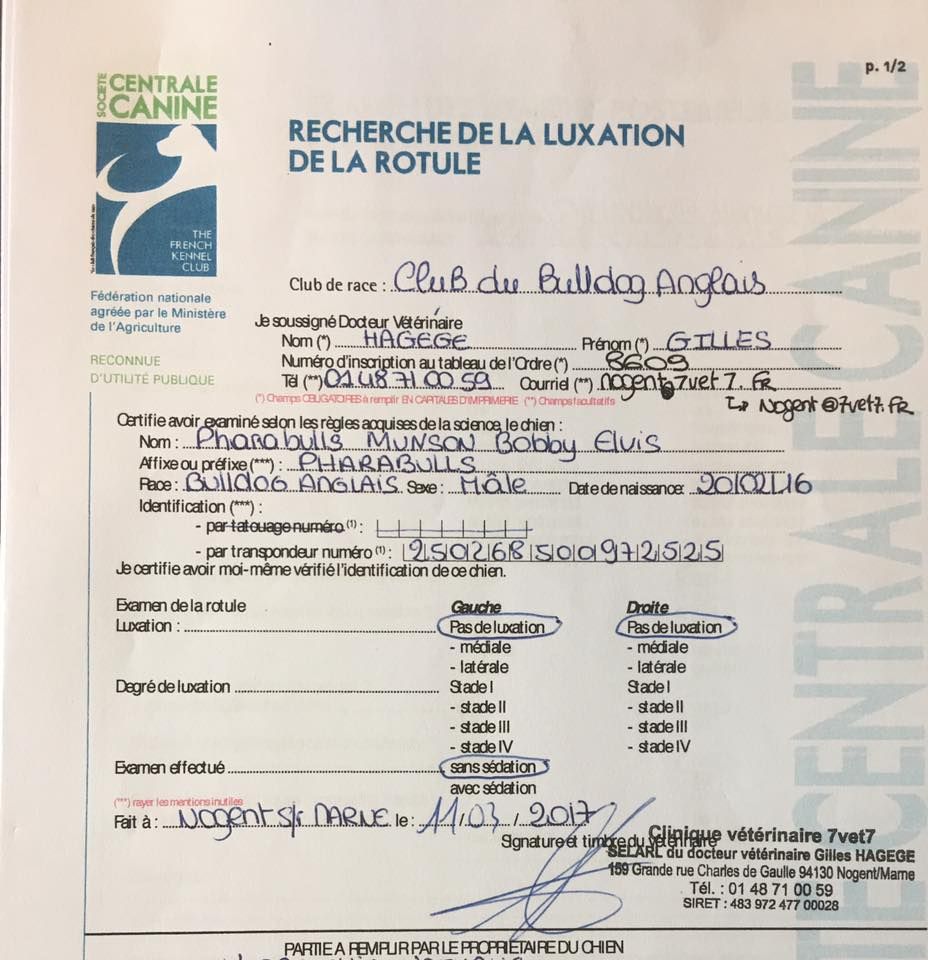 p. 1/2
SOCIÉTÉ CENTRALE CANINE
RECHERCHE DE LA LUXATION
DE LA ROTULE
THE
FRENCH
KENNEL
CLUB
Fédération nationale
agréée par le Ministère
de l'Agriculture
RECONNUE
D'UTILITÉ PUBLIQUE
Club de race : Club du Bulldog Anglais
Je soussigné Docteur Vétérinaire
Nom (*) HAGEGE Prénom (*) GILLES
Numéro d'inscription au tableau de l'Ordre (*) 8609
Tél (**) 01 48 71 00 59 Courriel (**) nogent@7vet7.FR
(*) Champs OBLIGATOIRES à remplir EN CAPITALES D'IMPRIMERIE (**) Champs facultatifs
↳ Nogent@7vet7.FR
Certifie avoir examiné selon les règles acquises de la science, le chien :
Nom : Pharabulls MUNSON Bobby Elvis
Affixe ou préfixe (***) : PHARABULLS
Race : BULLDOG ANGLAIS Sexe : Mâle Date de naissance: 20/02/16
Identification (***) :
- par tatouage numéro (1) :
- par transpondeur numéro (1) : 250268500972525
Je certifie avoir moi-même vérifié l'identification de ce chien.
Examen de la rotule Gauche Droite
Luxation : Pas de luxation Pas de luxation
- médiale - médiale
- latérale - latérale
Degré de luxation Stade I Stade I
- stade II - stade II
- stade III - stade III
- stade IV - stade IV
Examen effectué sans sédation
avec sédation
(***) rayer les mentions inutiles
Fait à : Nogent s/r MARNE le : 11/03/2017
Signature et timbre du vétérinaire
Clinique vétérinaire 7vet7
SELARL du docteur vétérinaire Gilles HAGEGE
159 Grande rue Charles de Gaulle 94130 Nogent/Marne
Tél. : 01 48 71 00 59
SIRET : 483 972 477 00028
PARTIE A REMPLIR PAR LE PROPRIÉTAIRE DU CHIEN
TÉ CENTRALE CANINE